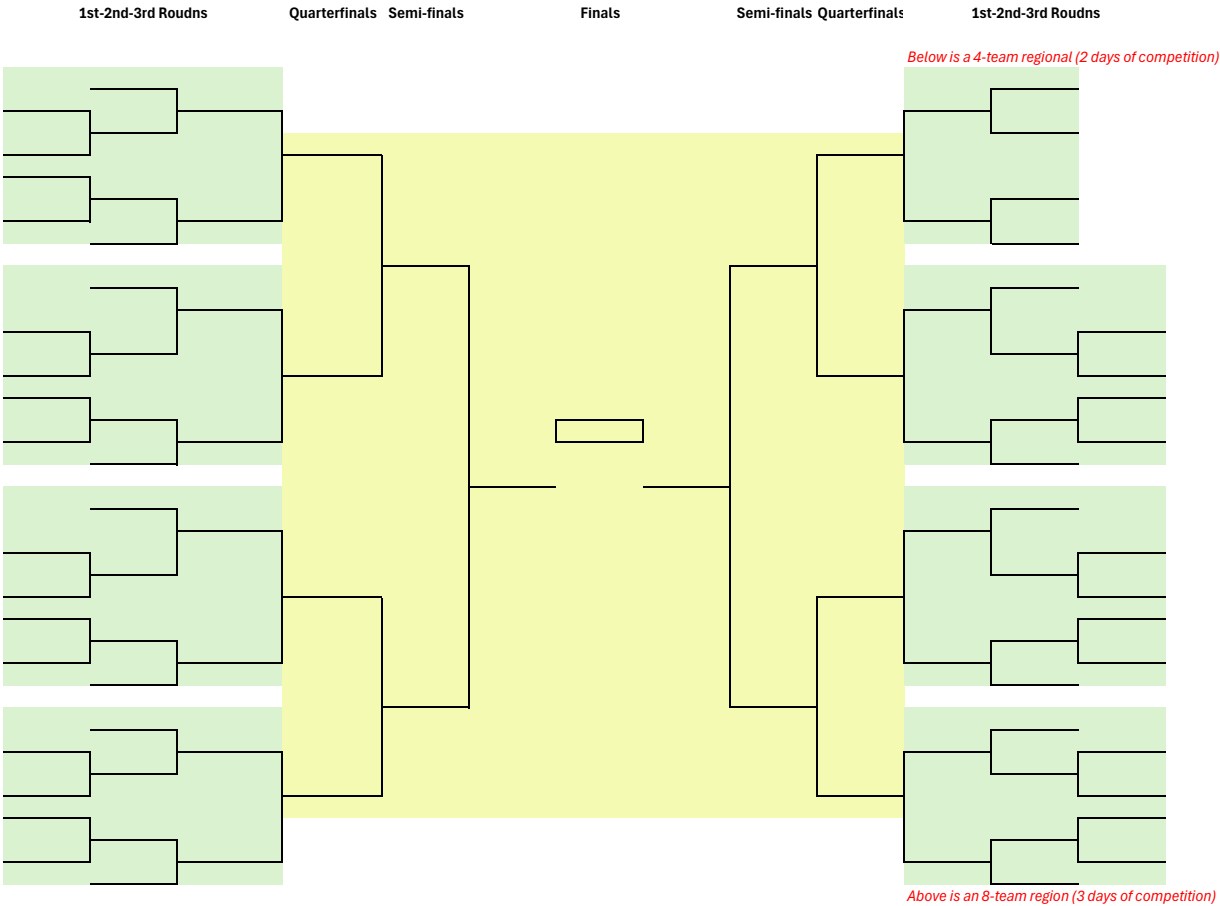 1st-2nd-3rd Roudns Quarterfinals Semi-finals Finals Semi-finals Quarterfinals 1st-2nd-3rd Roudns
Below is a 4-team regional (2 days of competition)
Above is an 8-team region (3 days of competition)